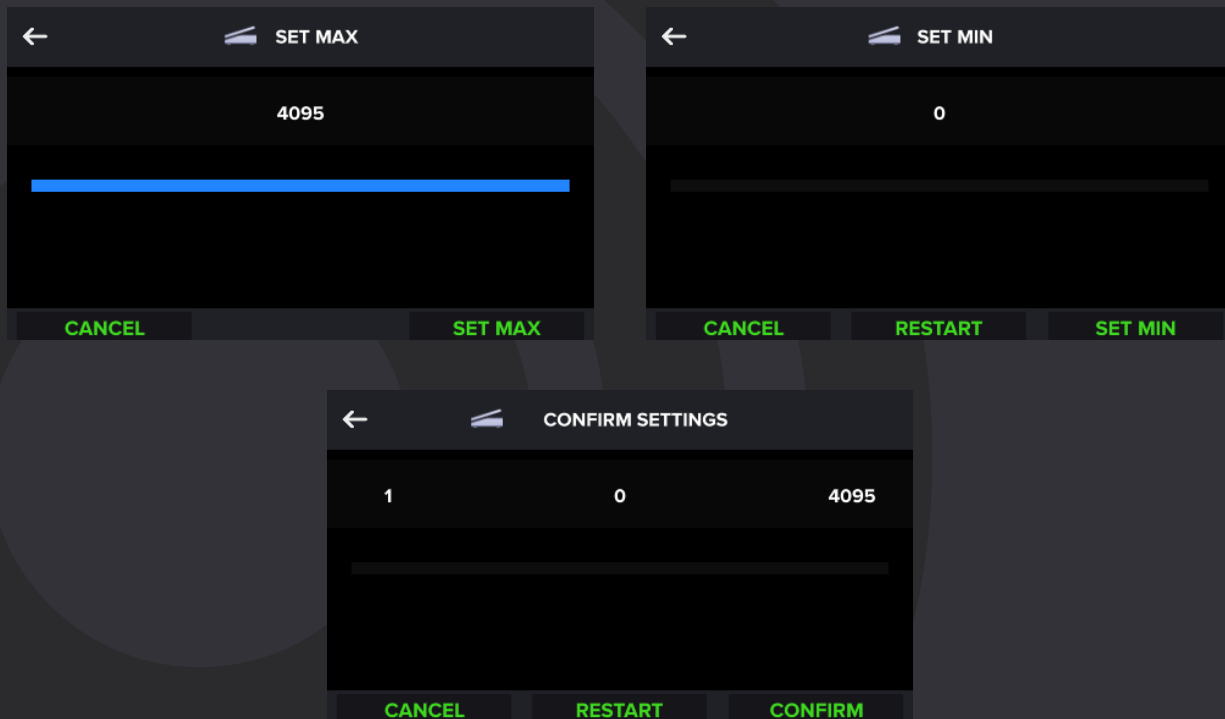 SET MAX
4095
CANCEL
SET MAX
SET MIN
0
CANCEL
RESTART
SET MIN
CONFIRM SETTINGS
1 0 4095
CANCEL
RESTART
CONFIRM